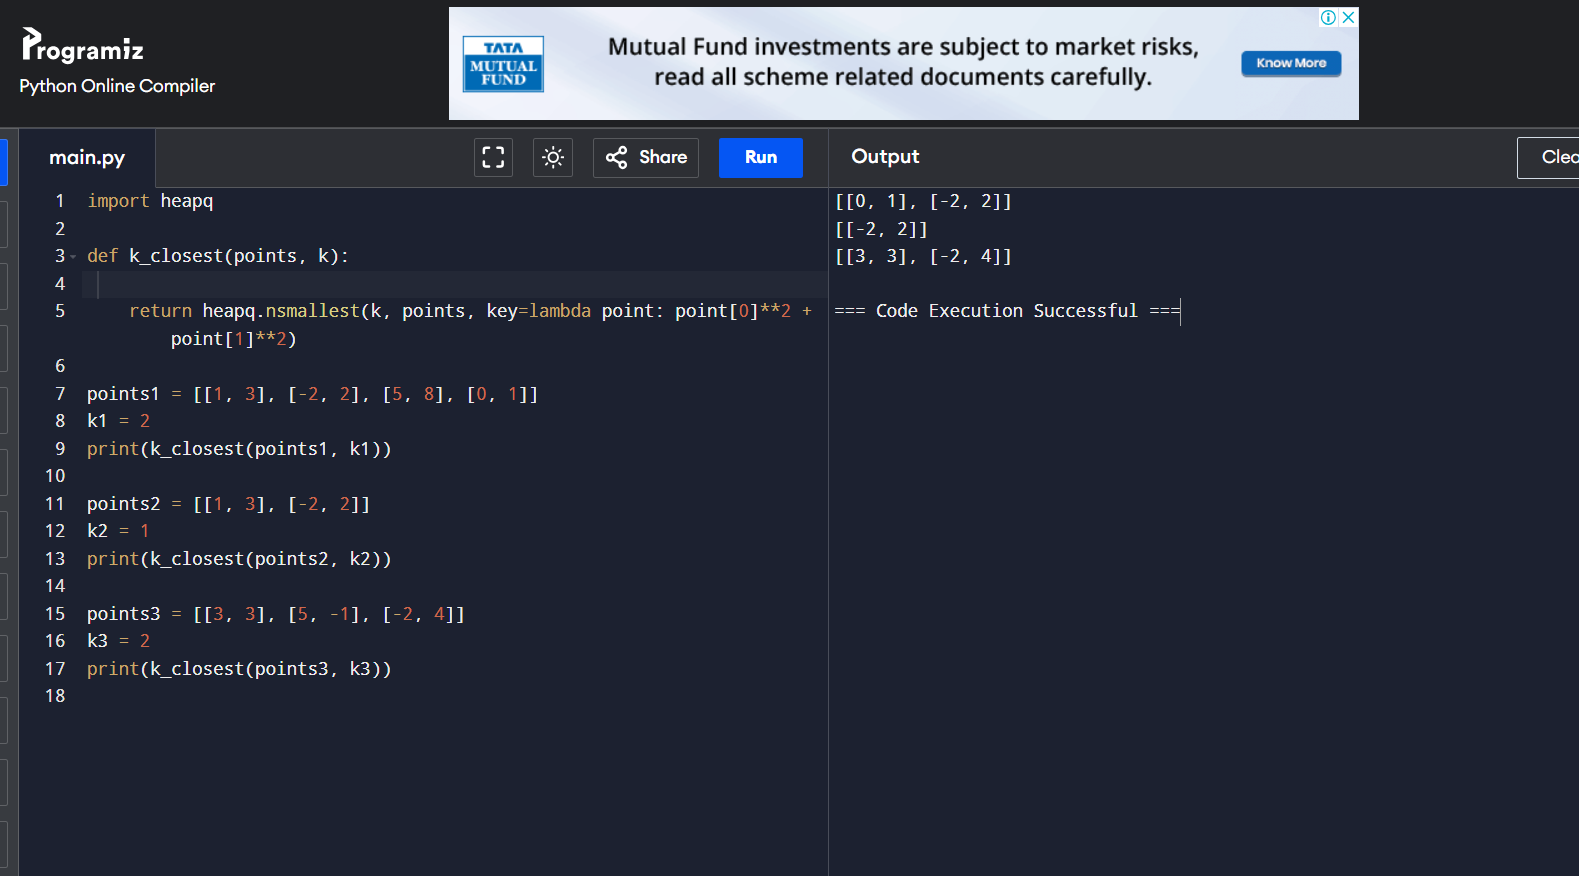 Programiz
Python Online Compiler
TATA
MUTUAL
FUND
Mutual Fund investments are subject to market risks,
read all scheme related documents carefully.
Know More
main.py
Share
Run
Output
Clea
1 import heapq
2
3 def k_closest(points, k):
4
5     return heapq.nsmallest(k, points, key=lambda point: point[0]**2 +
        point[1]**2)
6
7 points1 = [[1, 3], [-2, 2], [5, 8], [0, 1]]
8 k1 = 2
9 print(k_closest(points1, k1))
10
11 points2 = [[1, 3], [-2, 2]]
12 k2 = 1
13 print(k_closest(points2, k2))
14
15 points3 = [[3, 3], [5, -1], [-2, 4]]
16 k3 = 2
17 print(k_closest(points3, k3))
18
[[0, 1], [-2, 2]]
[[-2, 2]]
[[3, 3], [-2, 4]]
=== Code Execution Successful ===